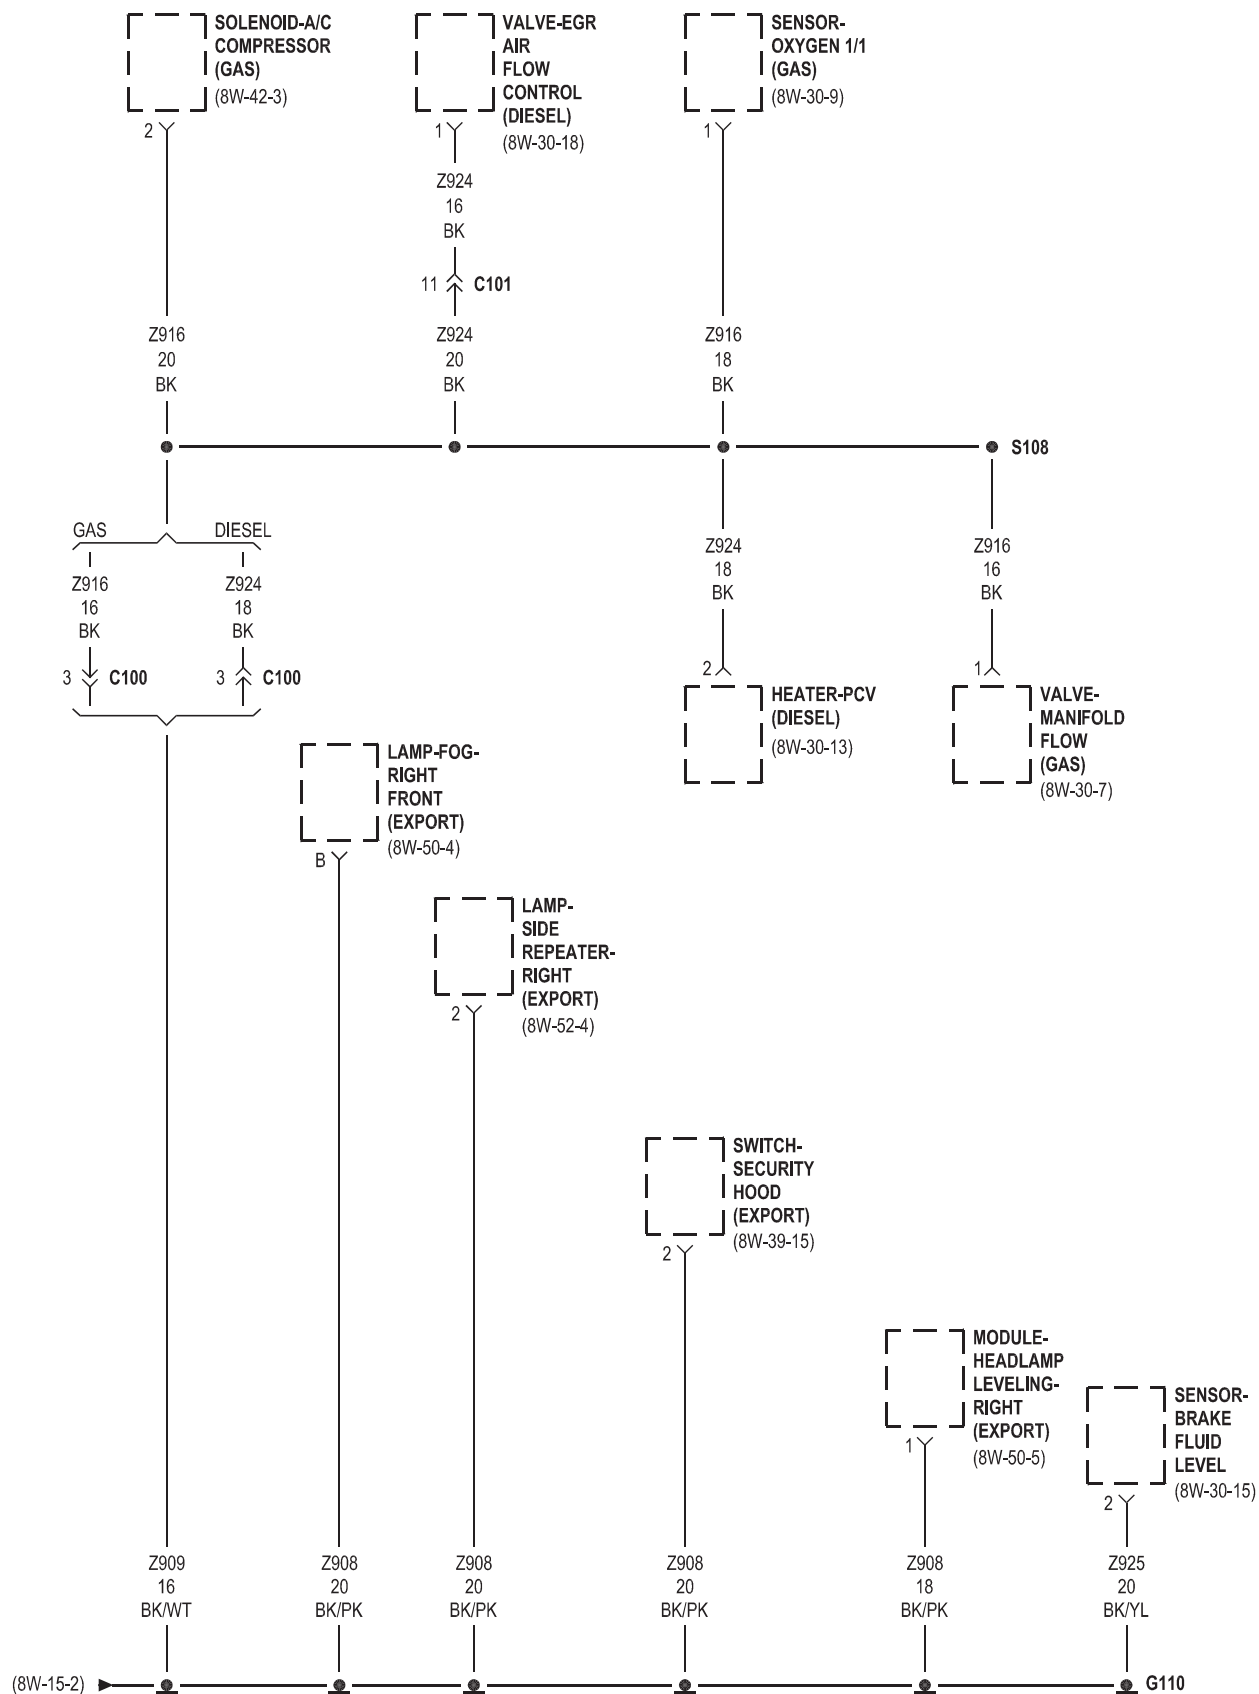 SOLENOID-A/C
COMPRESSOR
(GAS)
(8W-42-3)
2
VALVE-EGR
AIR
FLOW
CONTROL
(DIESEL)
(8W-30-18)
1
SENSOR-
OXYGEN 1/1
(GAS)
(8W-30-9)
1
Z924
16
BK
11
C101
Z916
20
BK
Z924
20
BK
Z916
18
BK
S108
GAS
DIESEL
Z916
16
BK
3
C100
Z924
18
BK
3
C100
Z924
18
BK
2
HEATER-PCV
(DIESEL)
(8W-30-13)
Z916
16
BK
1
VALVE-
MANIFOLD
FLOW
(GAS)
(8W-30-7)
LAMP-FOG-
RIGHT
FRONT
(EXPORT)
(8W-50-4)
B
LAMP-
SIDE
REPEATER-
RIGHT
(EXPORT)
(8W-52-4)
2
SWITCH-
SECURITY
HOOD
(EXPORT)
(8W-39-15)
2
MODULE-
HEADLAMP
LEVELING-
RIGHT
(EXPORT)
(8W-50-5)
1
SENSOR-
BRAKE
FLUID
LEVEL
(8W-30-15)
2
Z909
16
BK/WT
Z908
20
BK/PK
Z908
20
BK/PK
Z908
20
BK/PK
Z908
18
BK/PK
Z925
20
BK/YL
(8W-15-2)
G110